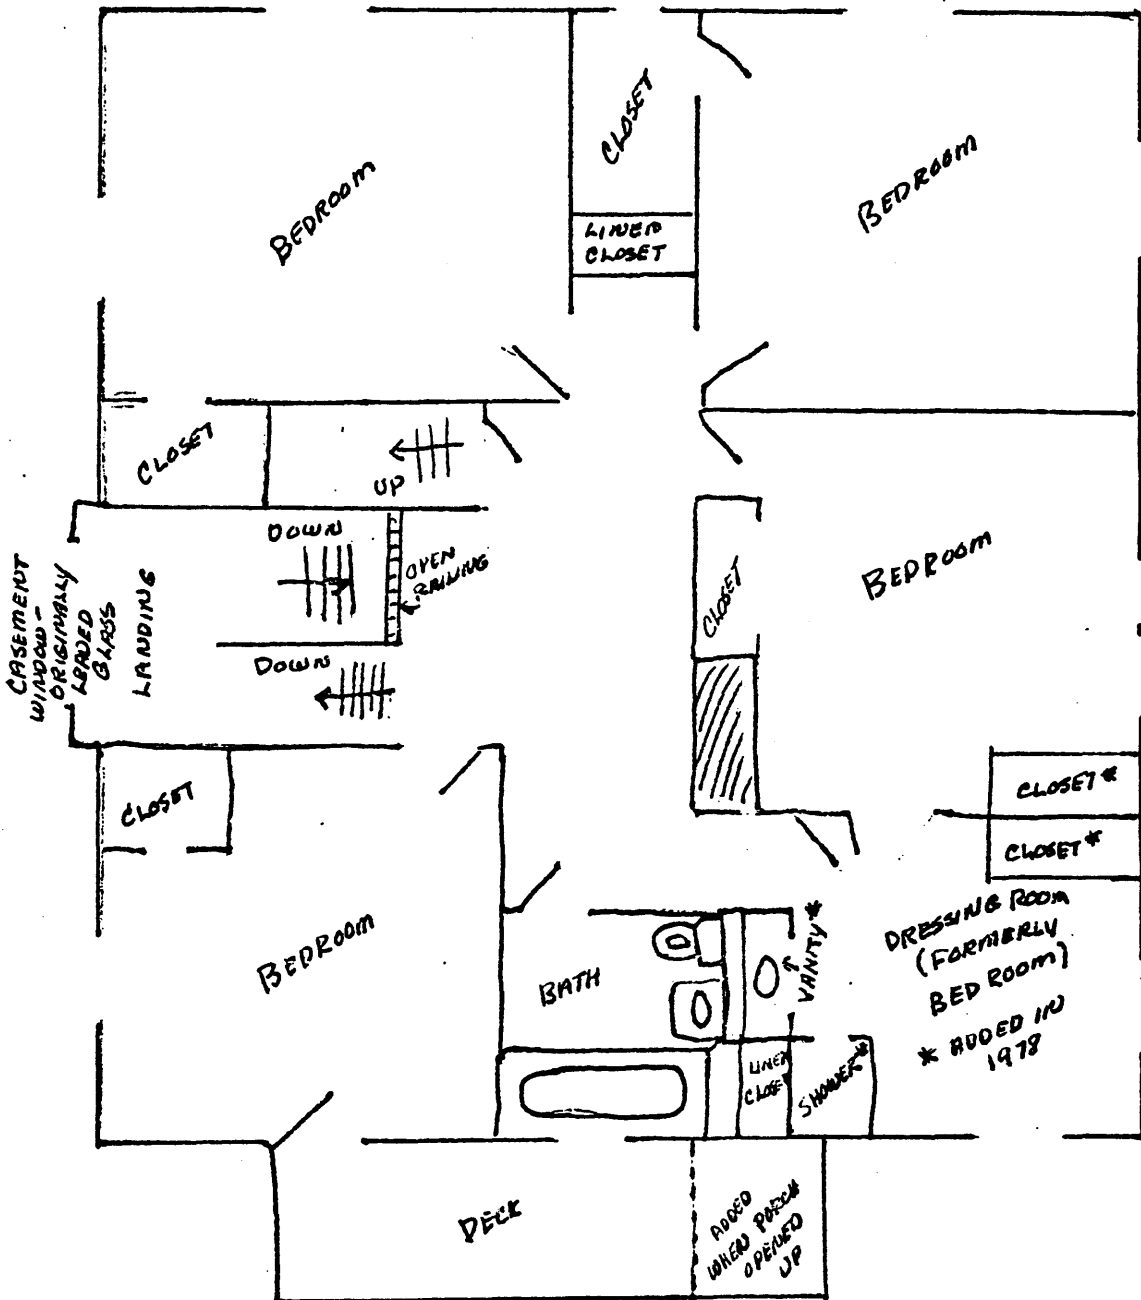 CLOSET
BEDROOM
BEDROOM
LINEN
CLOSET
CLOSET
UP
DOWN
OPEN
RAILING
CASEMENT
WINDOW-
ORIGINALLY
LEADED
GLASS
LANDING
DOWN
CLOSET
BEDROOM
CLOSET
CLOSET*
CLOSET*
BEDROOM
BATH
VANITY*
DRESSING ROOM
(FORMERLY
BED ROOM)
* ADDED IN
1978
LINEN
CLOSET
SHOWER*
DECK
ADDED
WHEN PORCH
OPENED
UP